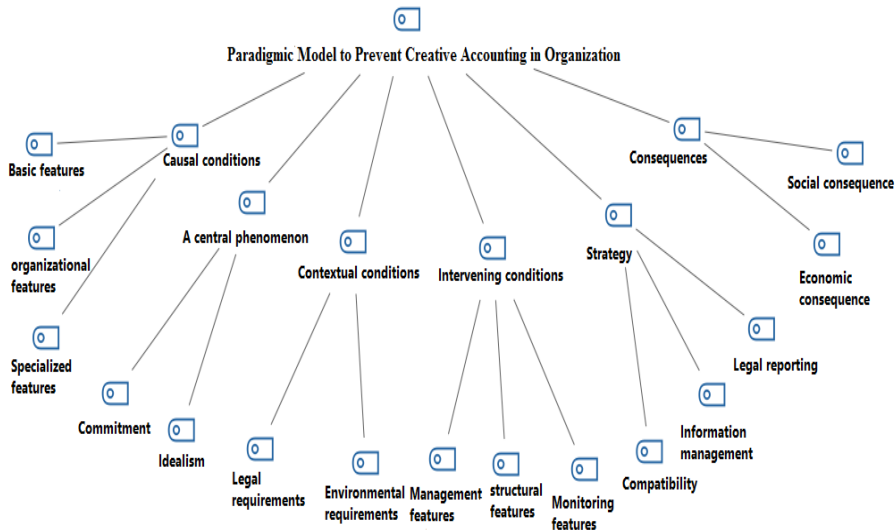 Paradigmic Model to Prevent Creative Accounting in Organization
Causal conditions
Basic features
organizational
features
Specialized
features
A central phenomenon
Commitment
Idealism
Contextual conditions
Legal
requirements
Environmental
requirements
Intervening conditions
Management
features
structural
features
Monitoring
features
Strategy
Compatibility
Information
management
Legal reporting
Consequences
Social consequence
Economic
consequence